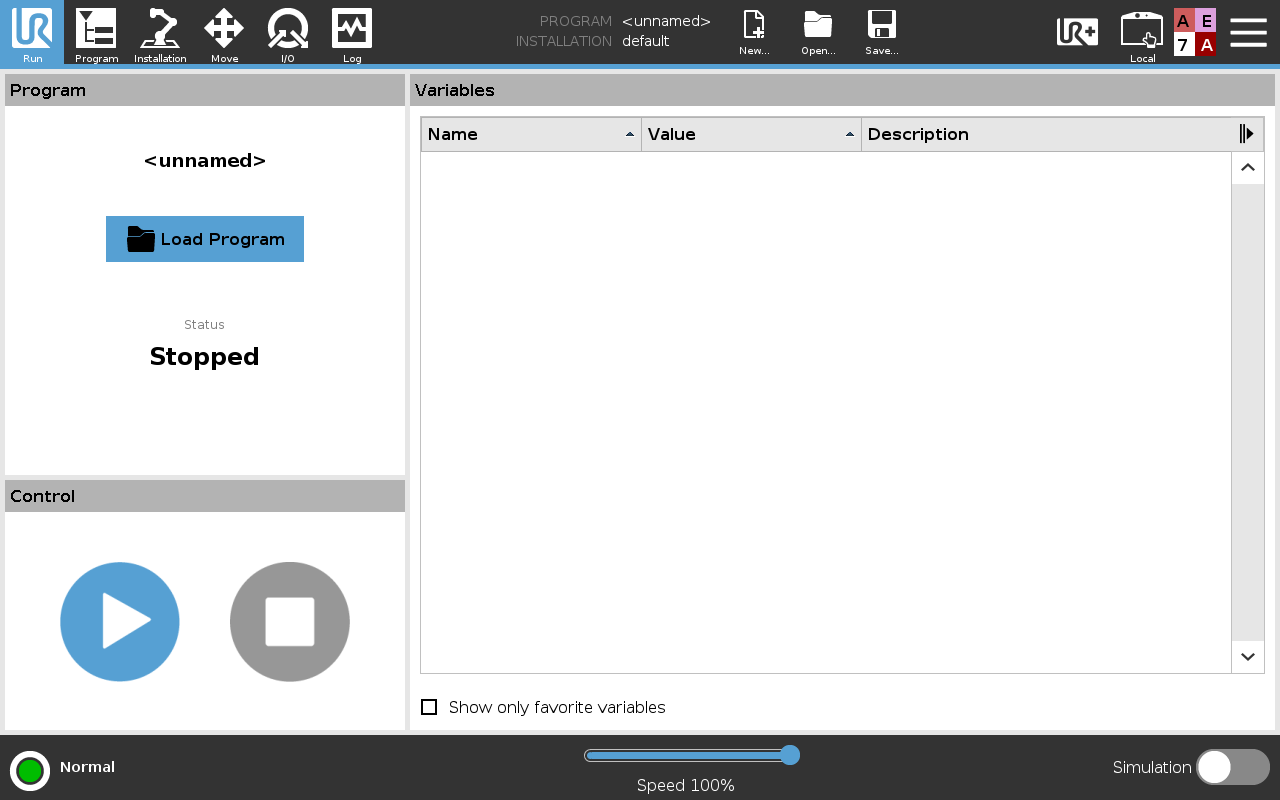 PROGRAM <unnamed>
INSTALLATION default
Run Program Installation Move I/O Log New... Open... Save... UR+ Local
A E
7 A
Program
<unnamed>
Load Program
Status
Stopped
Control
Variables
Name Value Description
Show only favorite variables
Normal
Speed 100%
Simulation